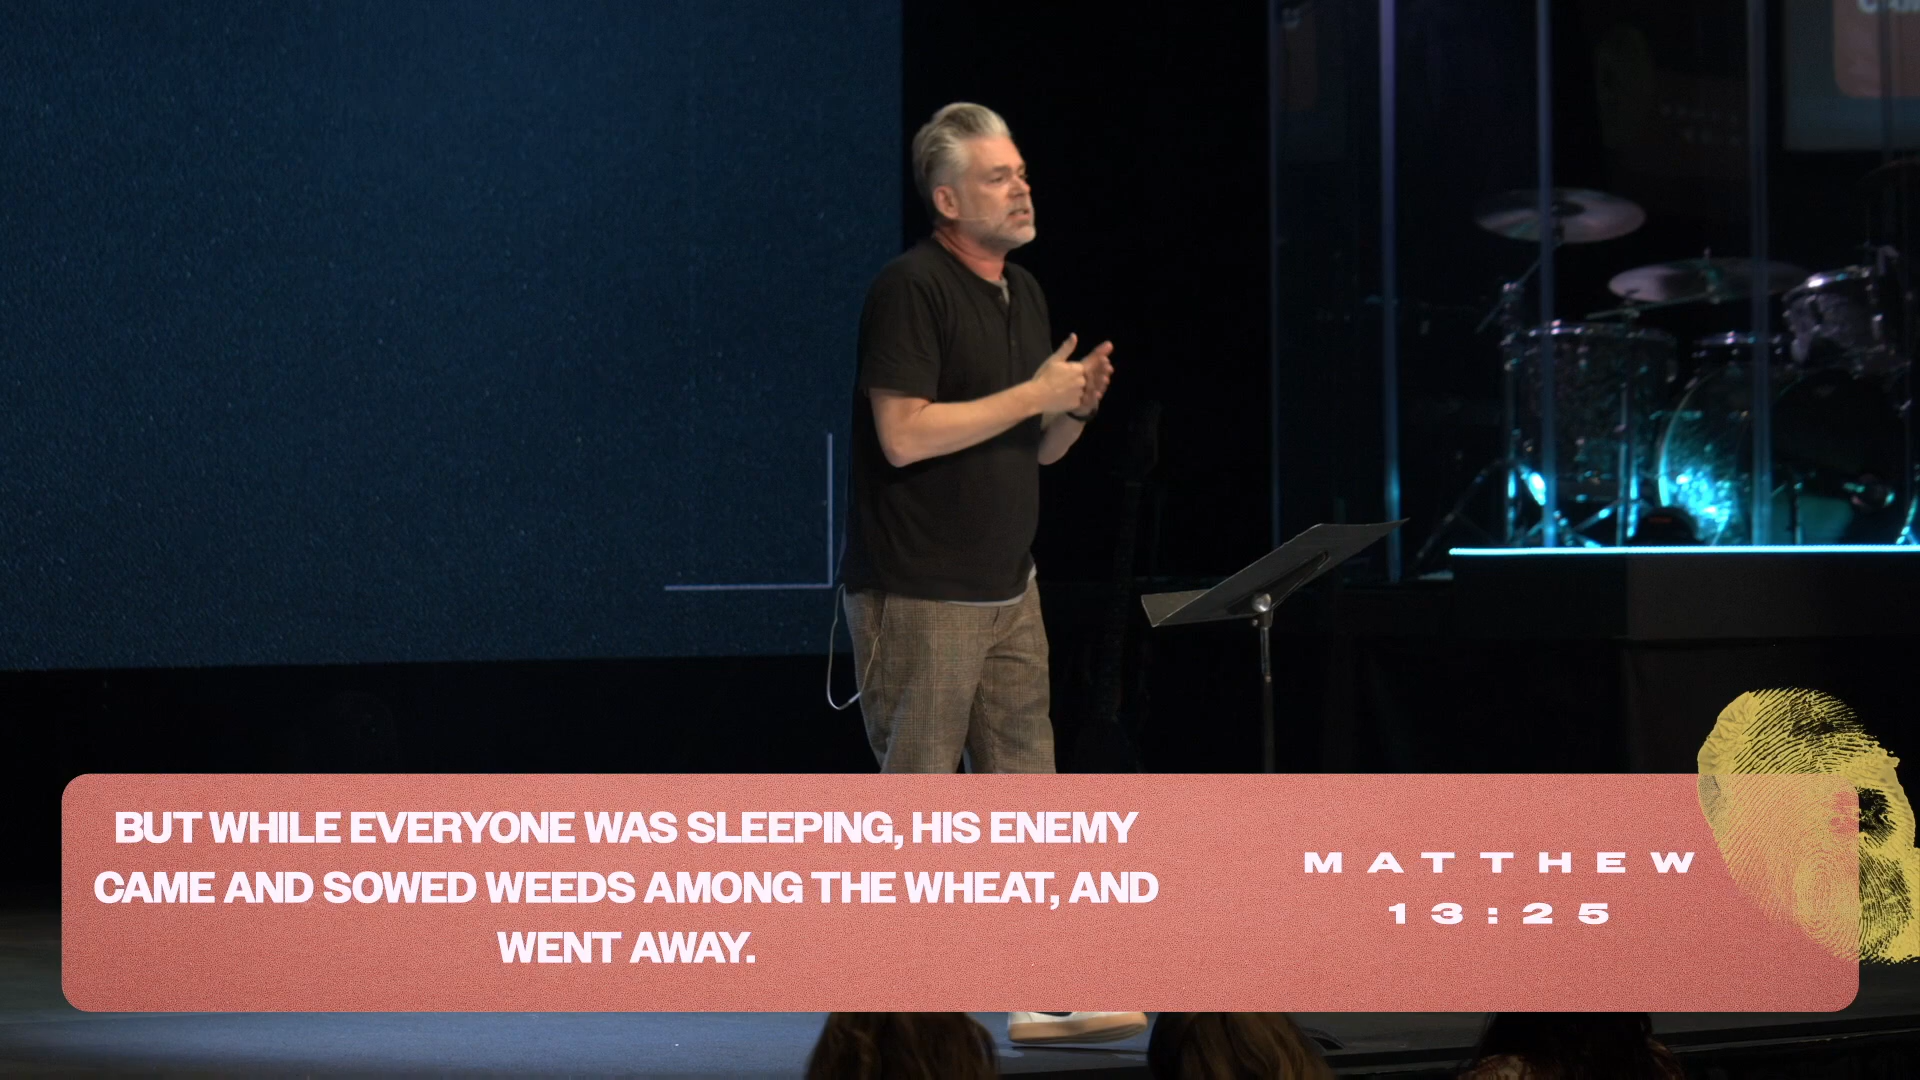 BUT WHILE EVERYONE WAS SLEEPING, HIS ENEMY
CAME AND SOWED WEEDS AMONG THE WHEAT, AND
WENT AWAY.
MATTHEW
13:25